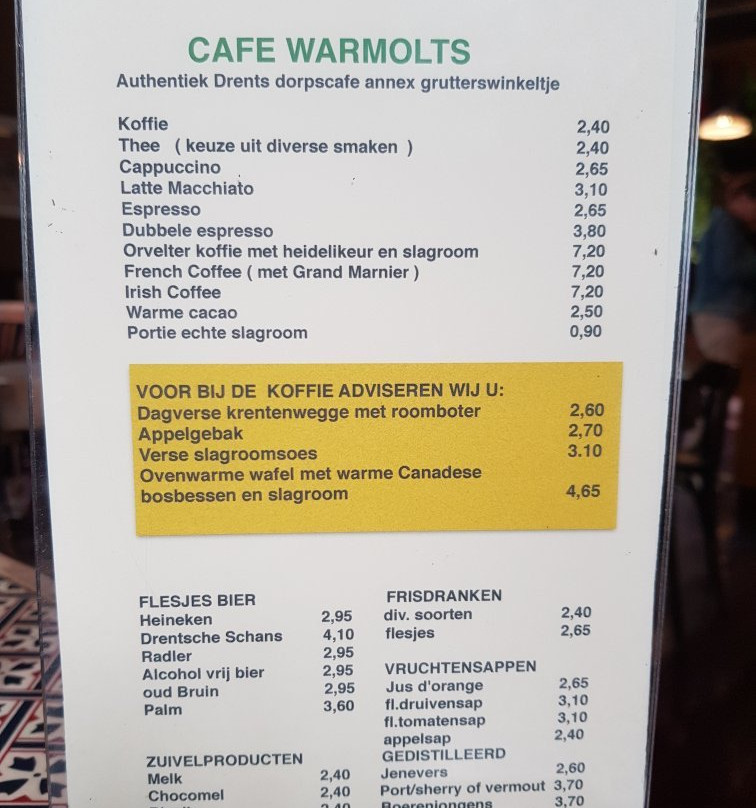 CAFE WARMOLTS
Authentiek Drents dorpscafe annex grutterswinkeltje
Koffie 2,40
Thee ( keuze uit diverse smaken ) 2,40
Cappuccino 2,65
Latte Macchiato 3,10
Espresso 2,65
Dubbele espresso 3,80
Orvelter koffie met heidelikeur en slagroom 7,20
French Coffee ( met Grand Marnier ) 7,20
Irish Coffee 7,20
Warme cacao 2,50
Portie echte slagroom 0,90
VOOR BIJ DE KOFFIE ADVISEREN WIJ U:
Dagverse krentenwegge met roomboter 2,60
Appelgebak 2,70
Verse slagroomsoes 3.10
Ovenwarme wafel met warme Canadese
bosbessen en slagroom 4,65
FLESJES BIER
Heineken 2,95
Drentsche Schans 4,10
Radler 2,95
Alcohol vrij bier 2,95
oud Bruin 2,95
Palm 3,60
ZUIVELPRODUCTEN
Melk 2,40
Chocomel 2,40
2,40
FRISDRANKEN
div. soorten 2,40
flesjes 2,65
VRUCHTENSAPPEN
Jus d'orange 2,65
fl.druivensap 3,10
fl.tomatensap 3,10
appelsap 2,40
GEDISTILLEERD
Jenevers 2,60
Port/sherry of vermout 3,70
Boerenjongens 3,70